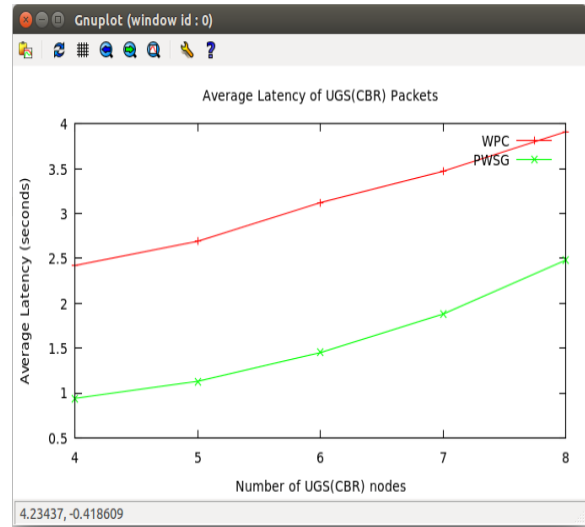 Gnuplot (window id : 0)
Average Latency of UGS(CBR) Packets
WPC
PWSG
4
3.5
3
2.5
2
1.5
1
0.5
Average Latency (seconds)
4 5 6 7 8
Number of UGS(CBR) nodes
4.23437, -0.418609